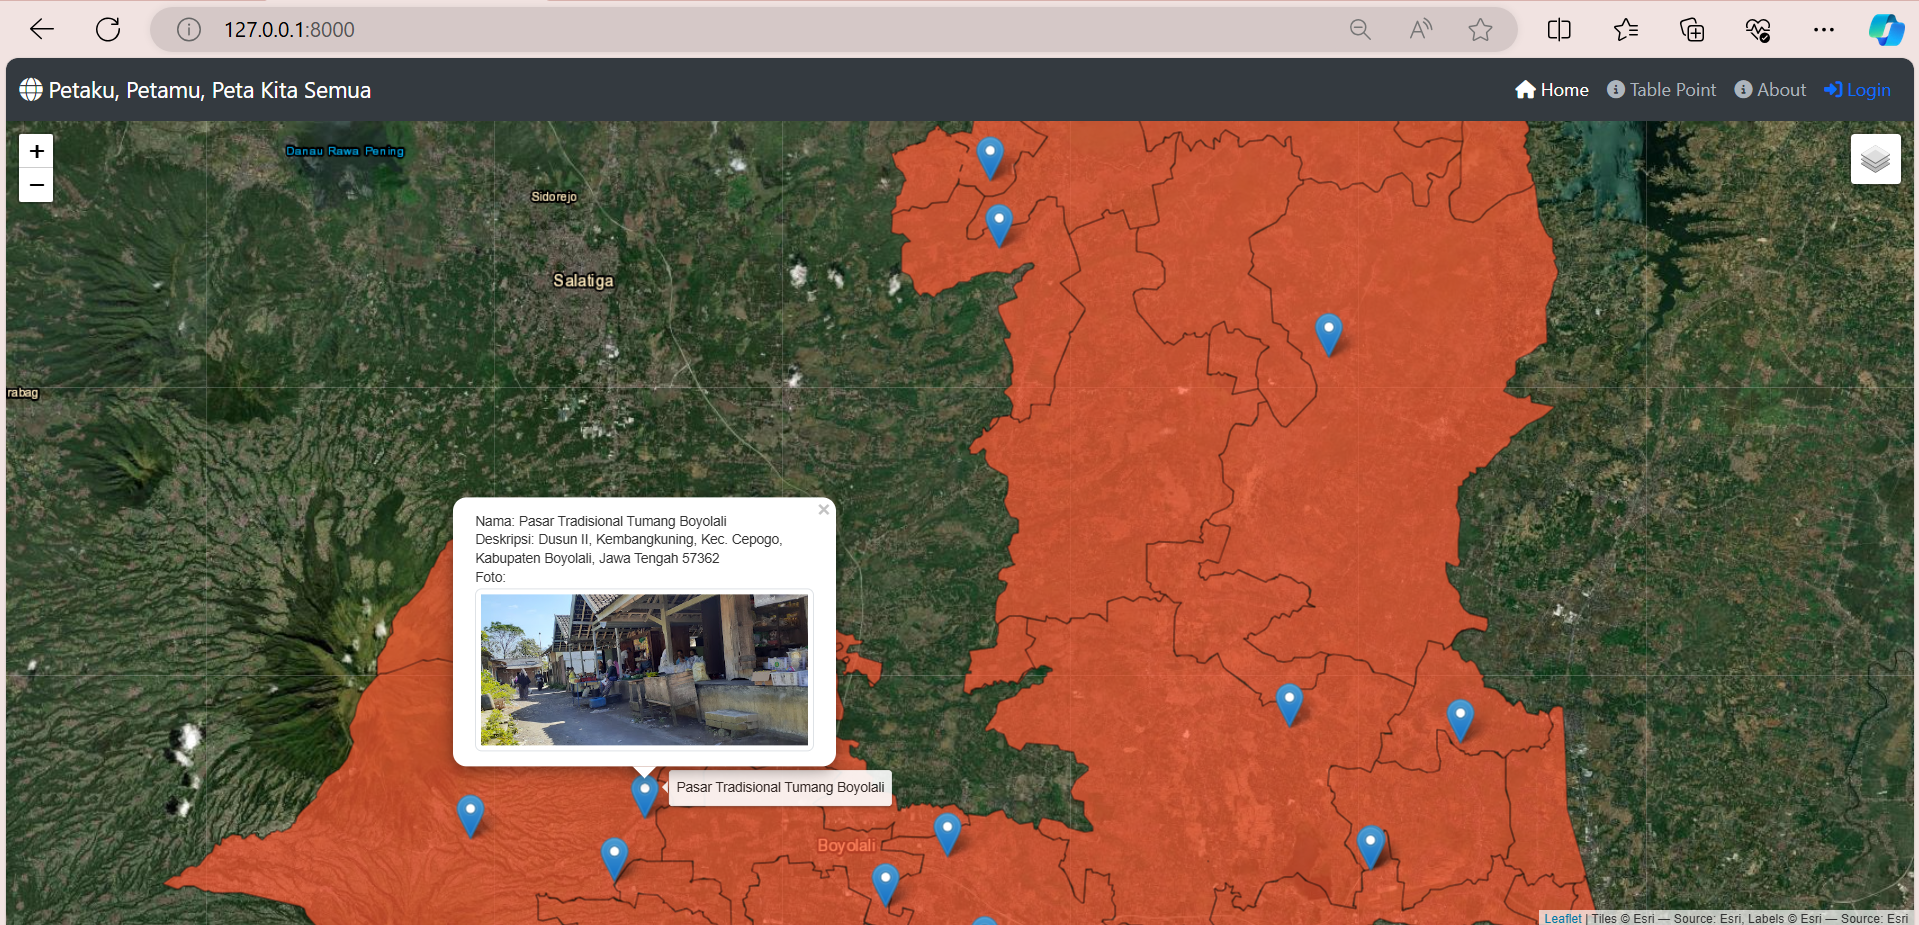 127.0.0.1:8000
Petaku, Petamu, Peta Kita Semua
Home
Table Point
About
Login
+
−
Danau Rawa Pening
Sidorejo
Salatiga
rabag
×
Nama: Pasar Tradisional Tumang Boyolali
Deskripsi: Dusun II, Kembangkuning, Kec. Cepogo,
Kabupaten Boyolali, Jawa Tengah 57362
Foto:
Pasar Tradisional Tumang Boyolali
Boyolali
Leaflet | Tiles © Esri — Source: Esri, Labels © Esri — Source: Esri